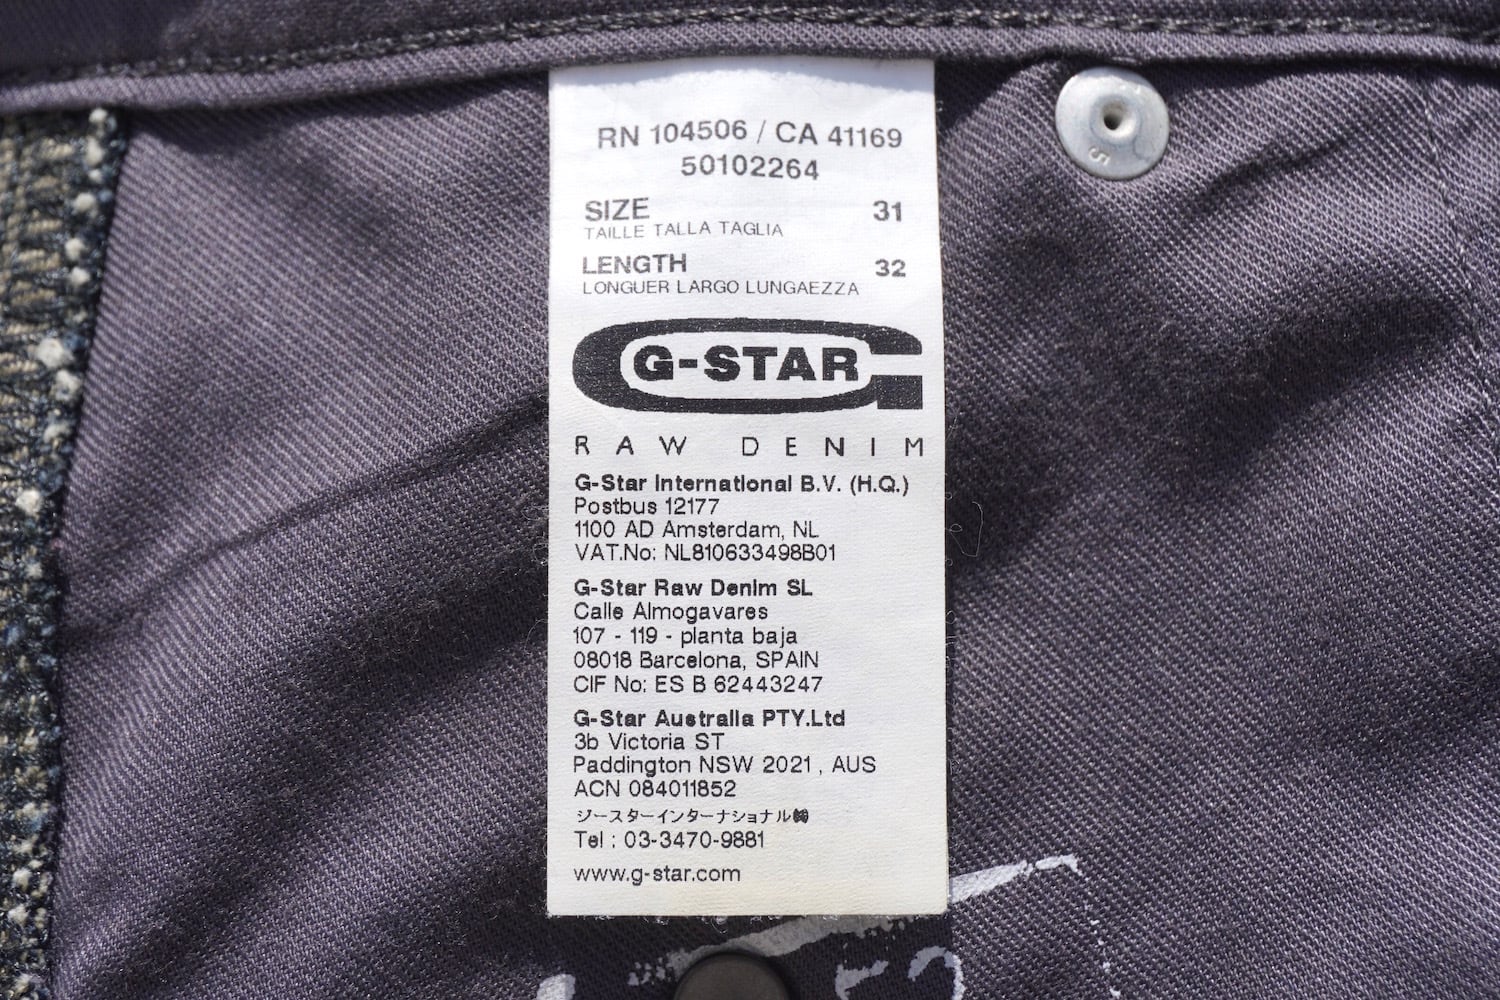 RN 104506 / CA 41169
50102264
SIZE 31
TAILLE TALLA TAGLIA
LENGTH 32
LONGUER LARGO LUNGAEZZA
G-STAR
RAW DENIM
G-Star International B.V. (H.Q.)
Postbus 12177
1100 AD Amsterdam, NL
VAT.No: NL810633498B01
G-Star Raw Denim SL
Calle Almogavares
107 - 119 - planta baja
08018 Barcelona, SPAIN
CIF No: ES B 62443247
G-Star Australia PTY.Ltd
3b Victoria ST
Paddington NSW 2021 , AUS
ACN 084011852
ジースターインターナショナル㈱
Tel : 03-3470-9881
www.g-star.com
5